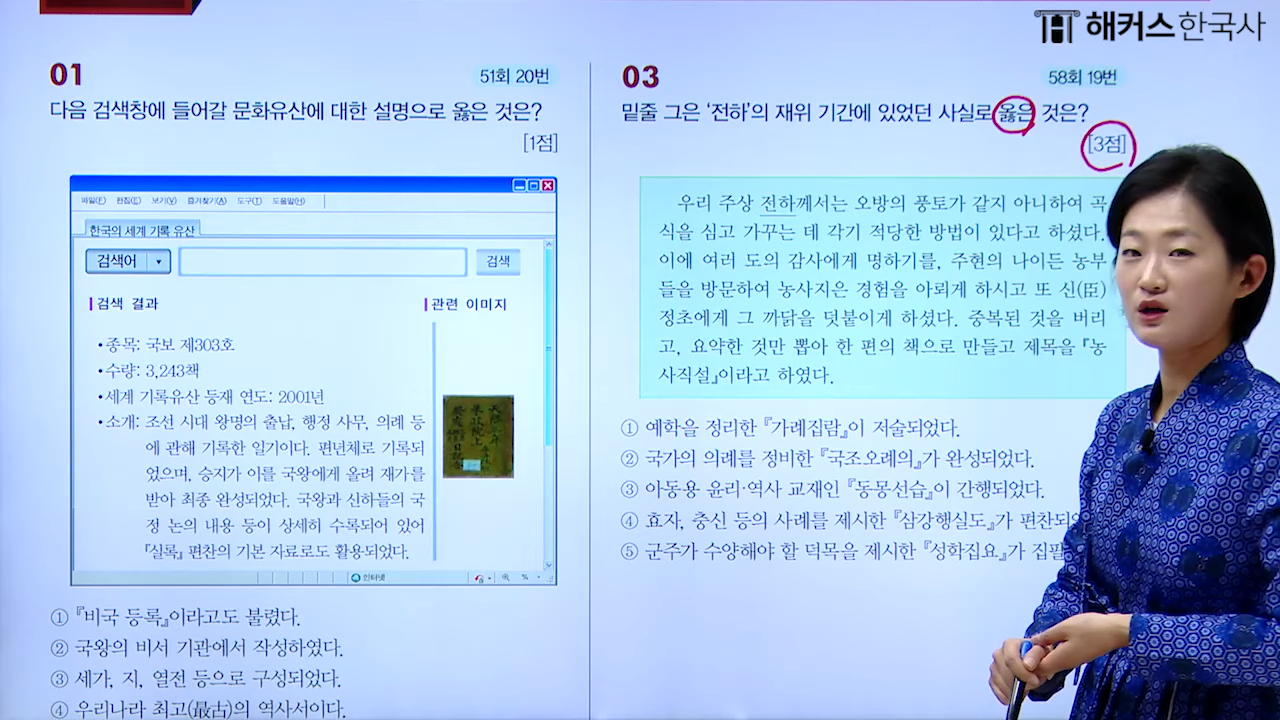 해커스한국사
01
51회 20번
다음 검색창에 들어갈 문화유산에 대한 설명으로 옳은 것은?
[1점]
파일(F) 편집(E) 보기(V) 즐겨찾기(A) 도구(T) 도움말(H)
한국의 세계 기록 유산
검색어 ▼
검색
검색 결과
관련 이미지
•종목: 국보 제303호
•수량: 3,243책
•세계 기록유산 등재 연도: 2001년
•소개: 조선 시대 왕명의 출납, 행정 사무, 의례 등
에 관해 기록한 일기이다. 편년체로 기록되
었으며, 승지가 이를 국왕에게 올려 재가를
받아 최종 완성되었다. 국왕과 신하들의 국
정 논의 내용 등이 상세히 수록되어 있어
『실록』 편찬의 기본 자료로도 활용되었다.
인터넷
%
① 『비국 등록』이라고도 불렸다.
② 국왕의 비서 기관에서 작성하였다.
③ 세가, 지, 열전 등으로 구성되었다.
④ 우리나라 최고(最古)의 역사서이다.
03
58회 19번
밑줄 그은 ‘전하’의 재위 기간에 있었던 사실로 옳은 것은?
[3점]
우리 주상 전하께서는 오방의 풍토가 같지 아니하여 곡
식을 심고 가꾸는 데 각기 적당한 방법이 있다고 하셨다.
이에 여러 도의 감사에게 명하기를, 주현의 나이든 농부
들을 방문하여 농사지은 경험을 아뢰게 하시고 또 신(臣)
정초에게 그 까닭을 덧붙이게 하셨다. 중복된 것을 버리
고, 요약한 것만 뽑아 한 편의 책으로 만들고 제목을 『농
사직설』이라고 하였다.
① 예학을 정리한 『가례집람』이 저술되었다.
② 국가의 의례를 정비한 『국조오례의』가 완성되었다.
③ 아동용 윤리·역사 교재인 『동몽선습』이 간행되었다.
④ 효자, 충신 등의 사례를 제시한 『삼강행실도』가 편찬되
⑤ 군주가 수양해야 할 덕목을 제시한 『성학집요』가 집필